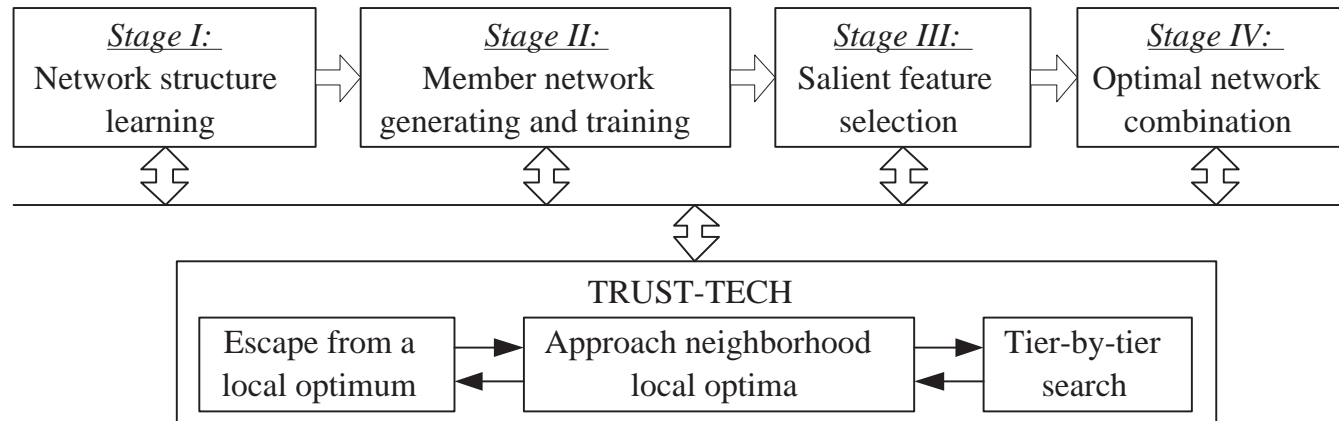 Stage I:
Network structure
learning
Stage II:
Member network
generating and training
Stage III:
Salient feature
selection
Stage IV:
Optimal network
combination
TRUST-TECH
Escape from a
local optimum
Approach neighborhood
local optima
Tier-by-tier
search